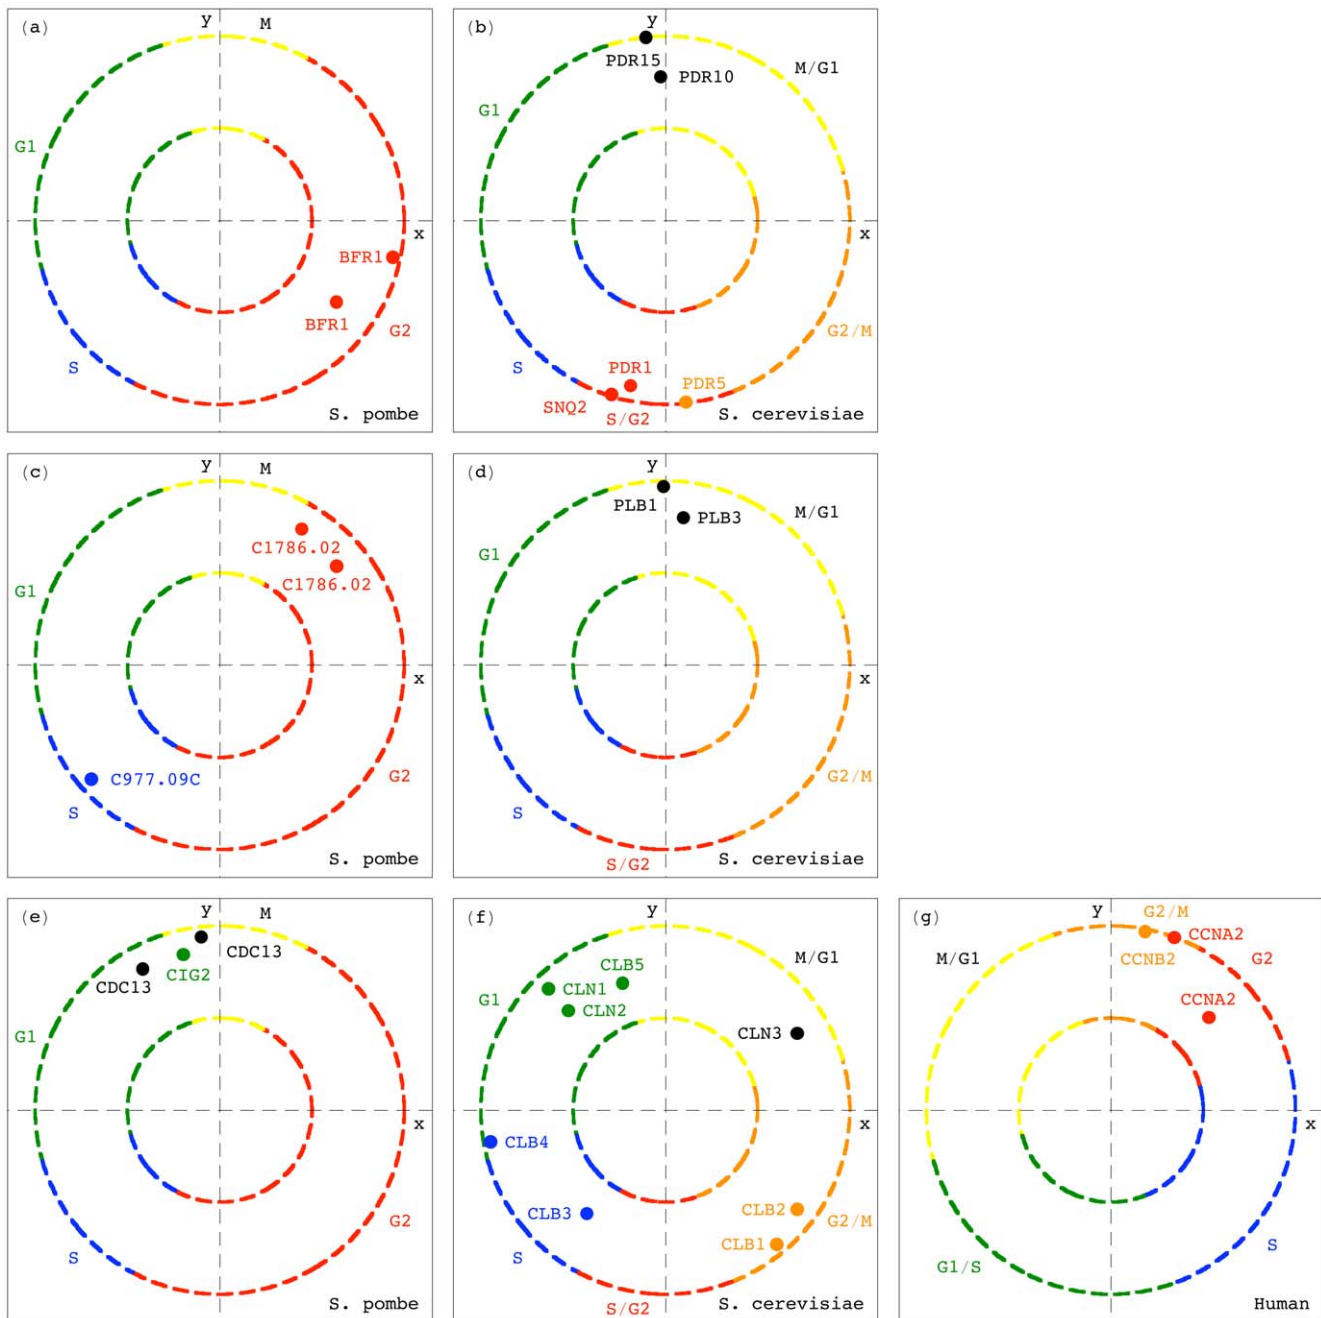 (a)
y
M
G1
x
BFR1
BFR1
G2
S
S. pombe
(b)
y
PDR15
M/G1
PDR10
G1
x
G2/M
S
PDR1
PDR5
SNQ2
S/G2
S. cerevisiae
(c)
y
M
C1786.02
C1786.02
G1
x
C977.09C
G2
S
S. pombe
(d)
y
PLB1
PLB3
M/G1
G1
x
G2/M
S
S/G2
S. cerevisiae
(e)
y
M
CDC13
CIG2
CDC13
G1
x
G2
S
S. pombe
(f)
y
M/G1
CLB5
CLN1
G1
CLN2
CLN3
x
CLB4
CLB2
CLB3
G2/M
CLB1
S
S/G2
S. cerevisiae
(g)
y
G2/M
CCNA2
M/G1
CCNB2
G2
CCNA2
x
S
G1/S
Human